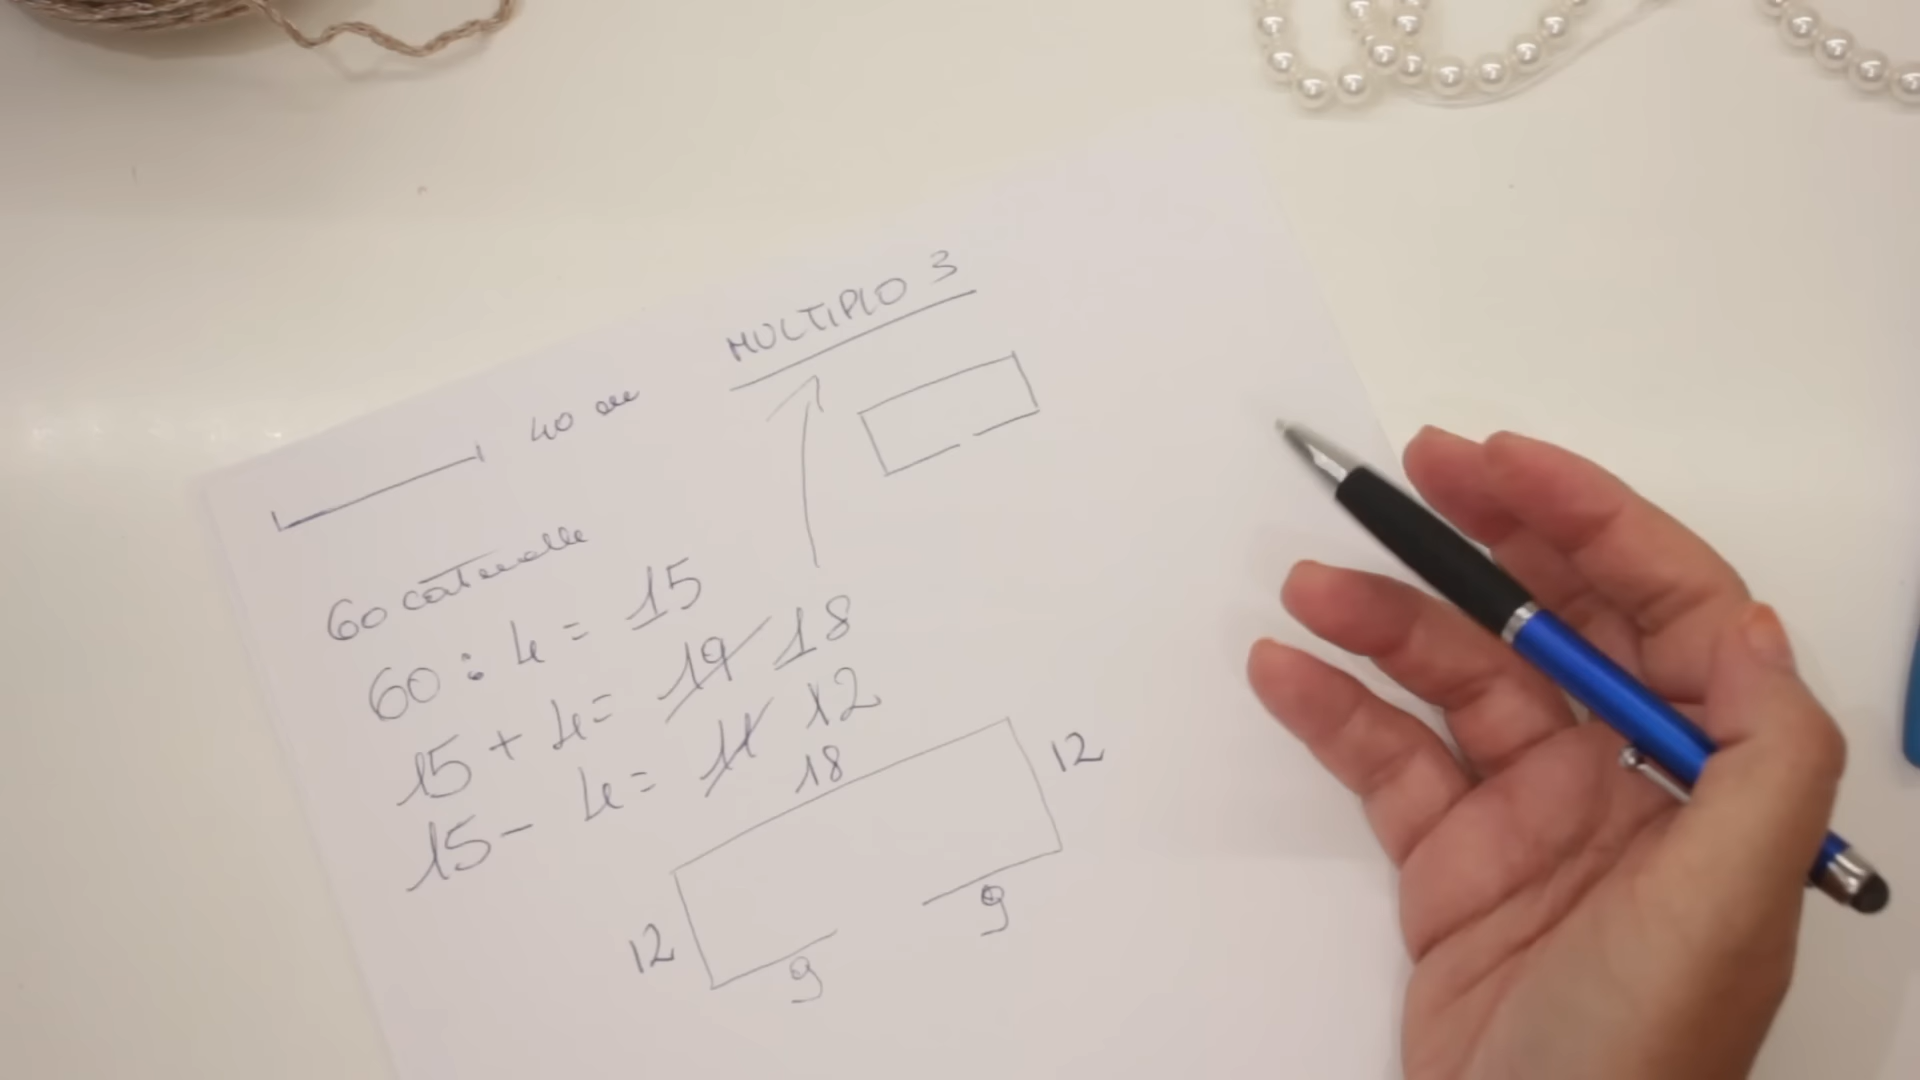 MULTIPLO 3
40 cm
60 catenelle
60 : 4 = 15
15 + 4 = 19 18
15 - 4 = 11 12
18
12
12
9
9